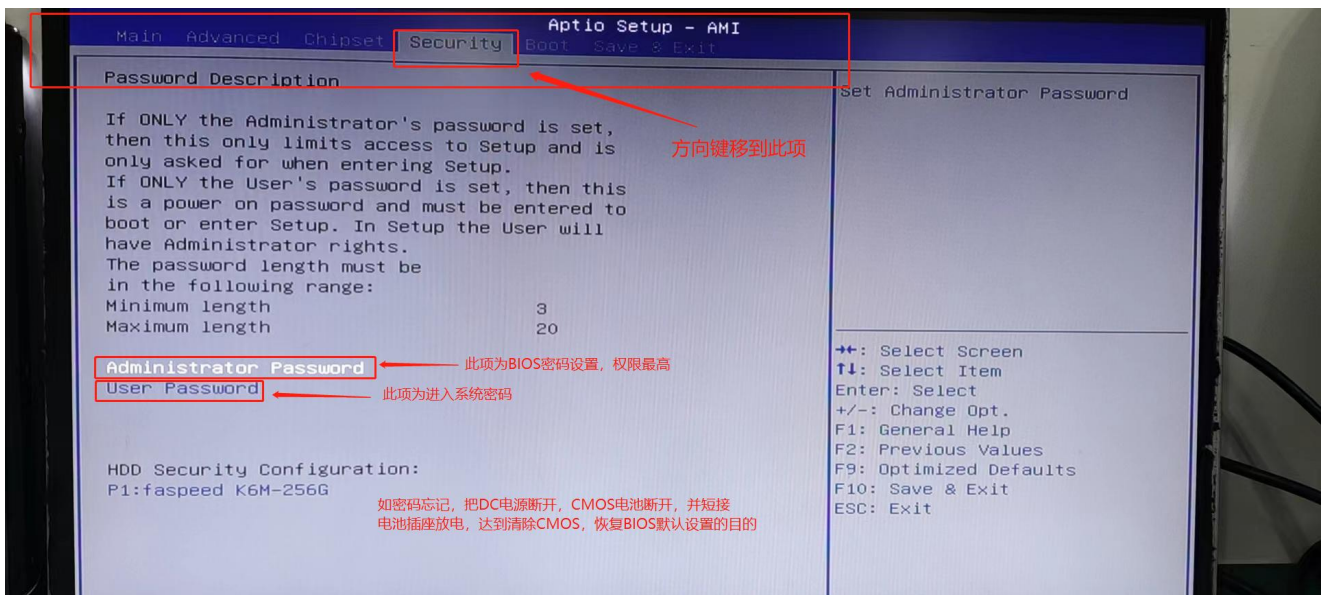 Aptio Setup - AMI
Main Advanced Chipset Security Boot Save & Exit
Password Description
If ONLY the Administrator's password is set,
then this only limits access to Setup and is
only asked for when entering Setup.
If ONLY the User's password is set, then this
is a power on password and must be entered to
boot or enter Setup. In Setup the User will
have Administrator rights.
The password length must be
in the following range:
Minimum length 3
Maximum length 20
Administrator Password
此项为BIOS密码设置，权限最高
User Password
此项为进入系统密码
HDD Security Configuration:
P1:faspeed K6M-256G
如密码忘记，把DC电源断开，CMOS电池断开，并短接
电池插座放电，达到清除CMOS，恢复BIOS默认设置的目的
方向键移到此项
Set Administrator Password
→←: Select Screen
↑↓: Select Item
Enter: Select
+/-: Change Opt.
F1: General Help
F2: Previous Values
F9: Optimized Defaults
F10: Save & Exit
ESC: Exit